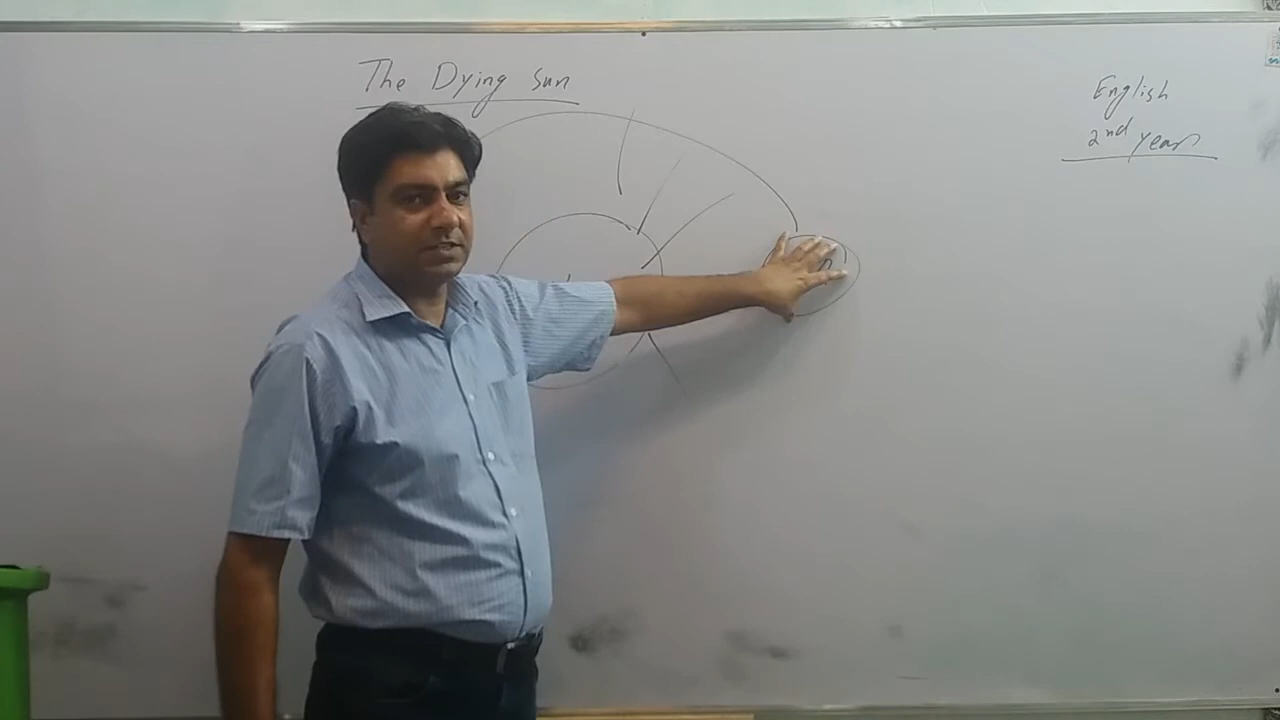 The Dying Sun
English
2nd year